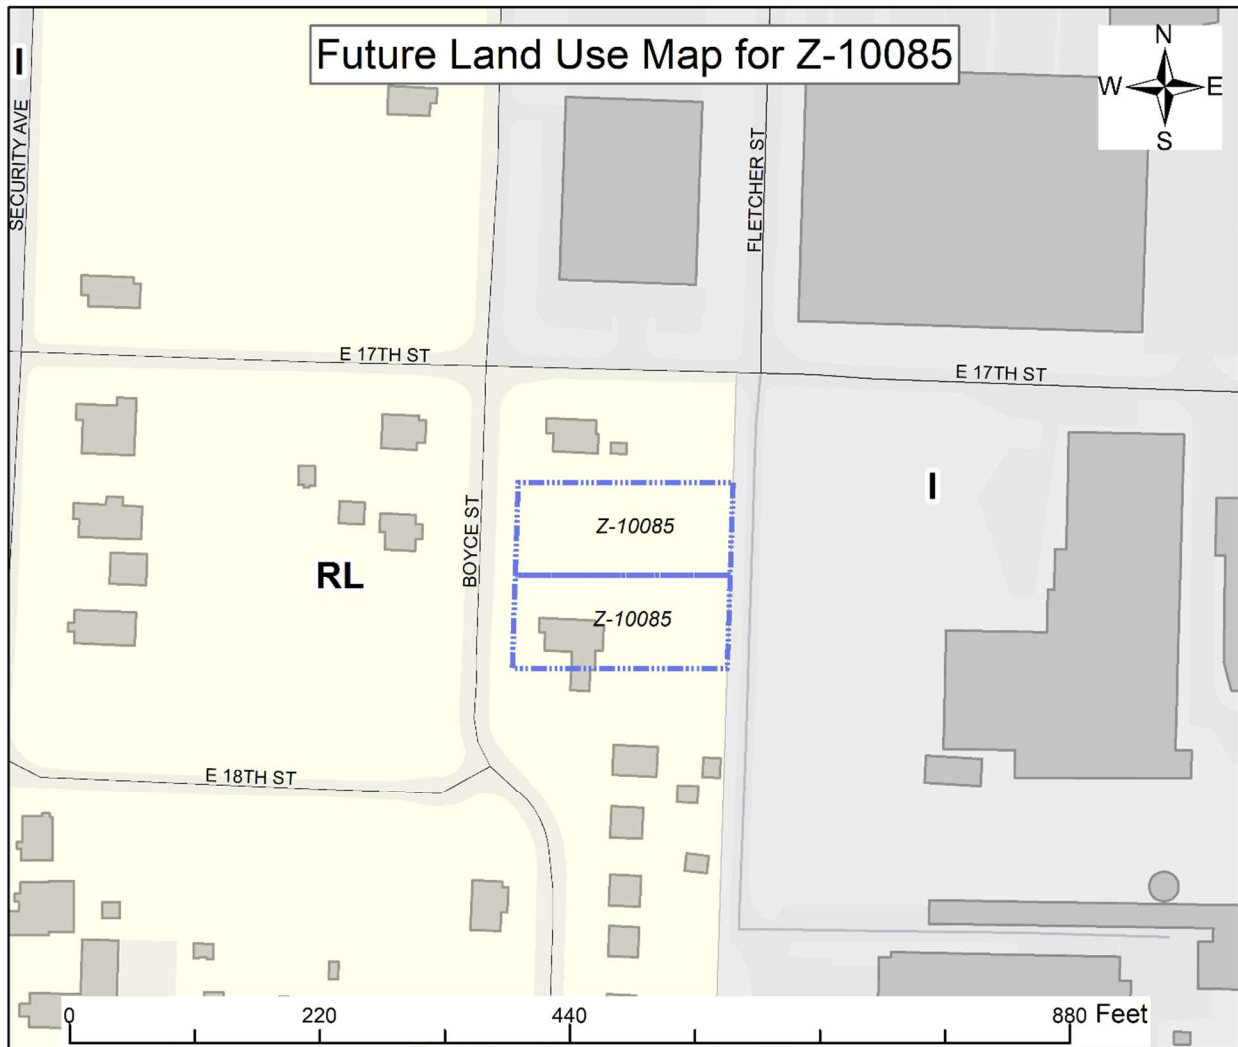 Future Land Use Map for Z-10085
N
W E
S
I
SECURITY AVE
FLETCHER ST
E 17TH ST
E 17TH ST
I
BOYCE ST
Z-10085
RL
Z-10085
E 18TH ST
0 220 440 880 Feet